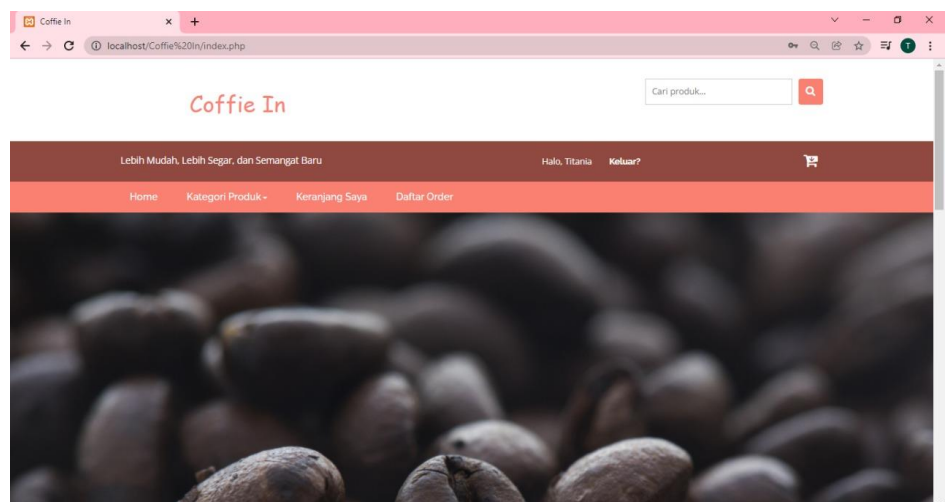 Coffie In
localhost/Coffie%20In/index.php
T
Coffie In
Cari produk...
Lebih Mudah, Lebih Segar, dan Semangat Baru
Halo, Titania Keluar?
Home Kategori Produk Keranjang Saya Daftar Order